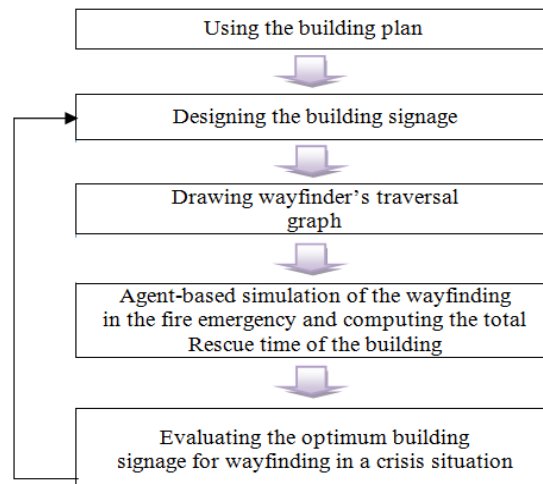 Using the building plan
Designing the building signage
Drawing wayfinder's traversal
graph
Agent-based simulation of the wayfinding
in the fire emergency and computing the total
Rescue time of the building
Evaluating the optimum building
signage for wayfinding in a crisis situation